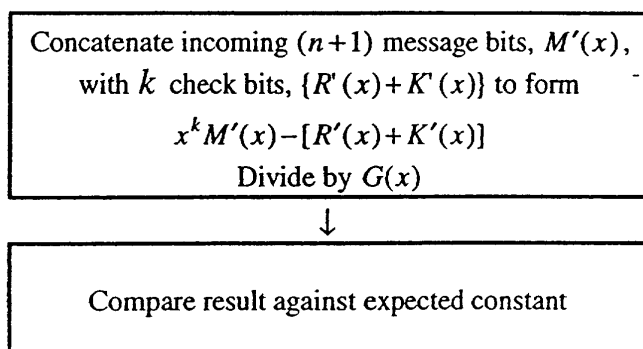 Concatenate incoming (n+1) message bits, M′(x),
with k check bits, {R'(x)+K'(x)} to form
x^k M′(x)−[R′(x)+K′(x)]
Divide by G(x)
↓
Compare result against expected constant